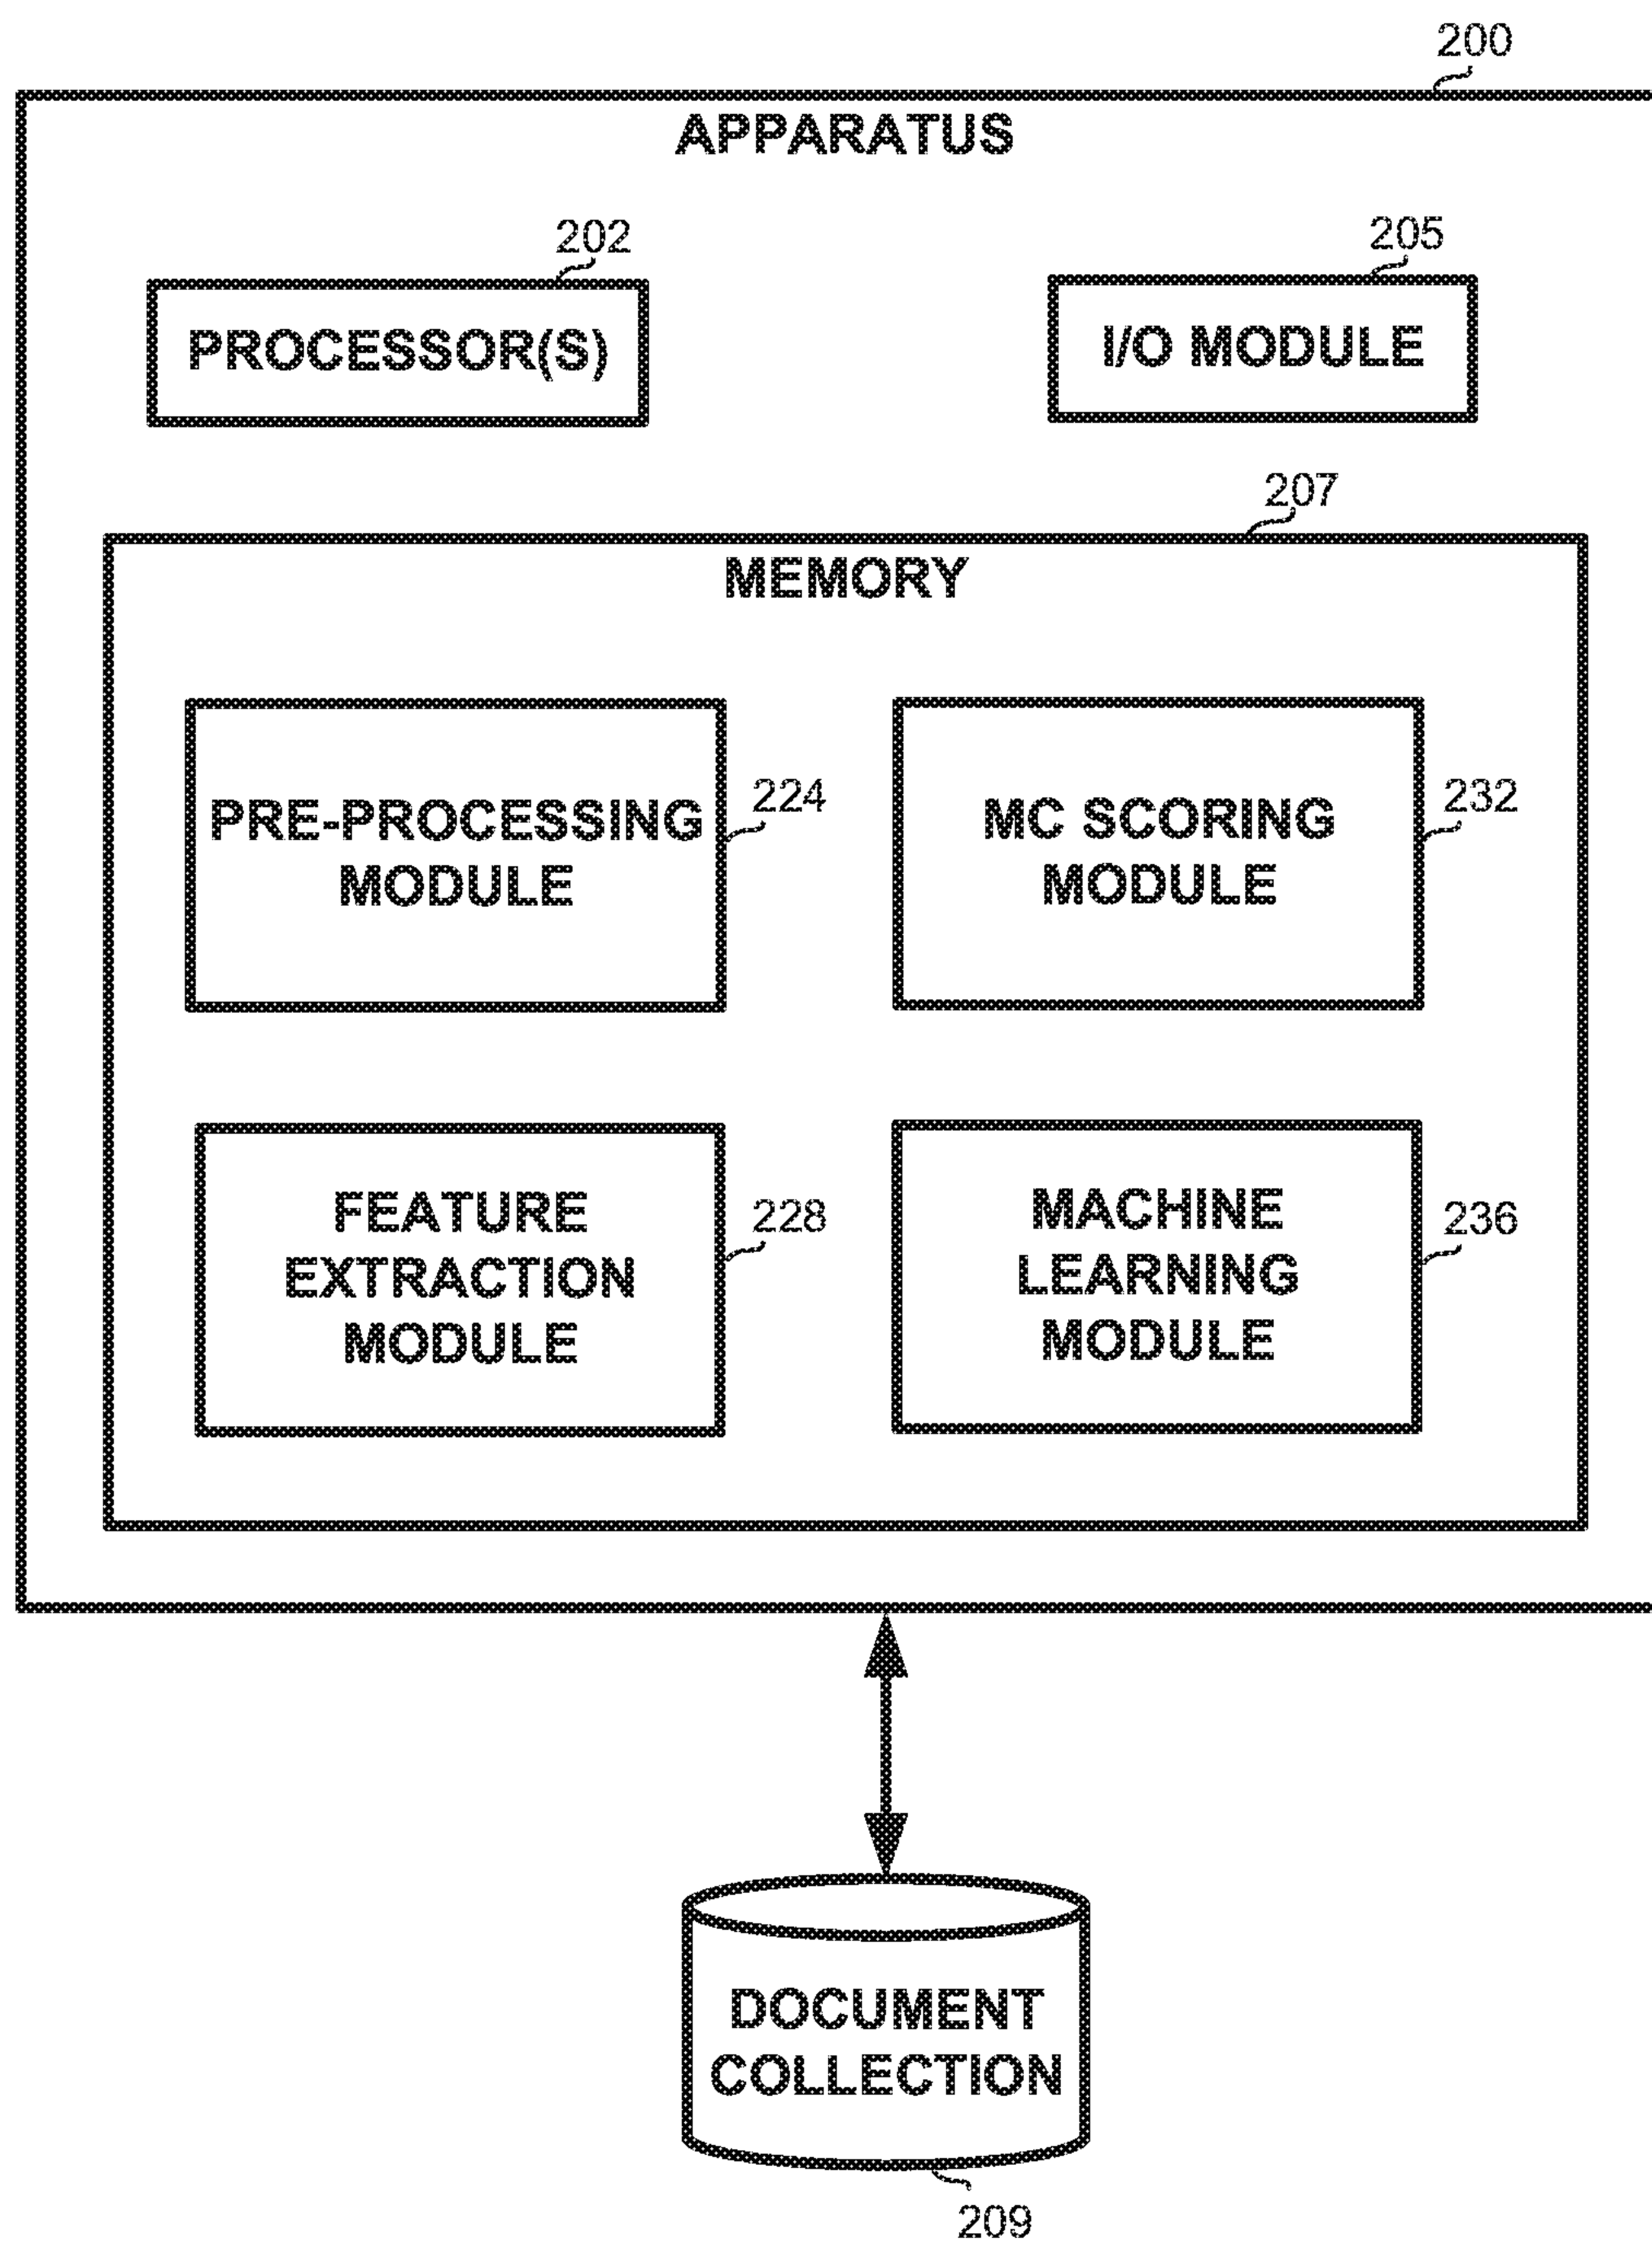 200
APPARATUS
202
205
PROCESSOR(S)
I/O MODULE
207
MEMORY
PRE-PROCESSING
MODULE
224
MC SCORING
MODULE
232
FEATURE
EXTRACTION
MODULE
228
MACHINE
LEARNING
MODULE
236
DOCUMENT
COLLECTION
209